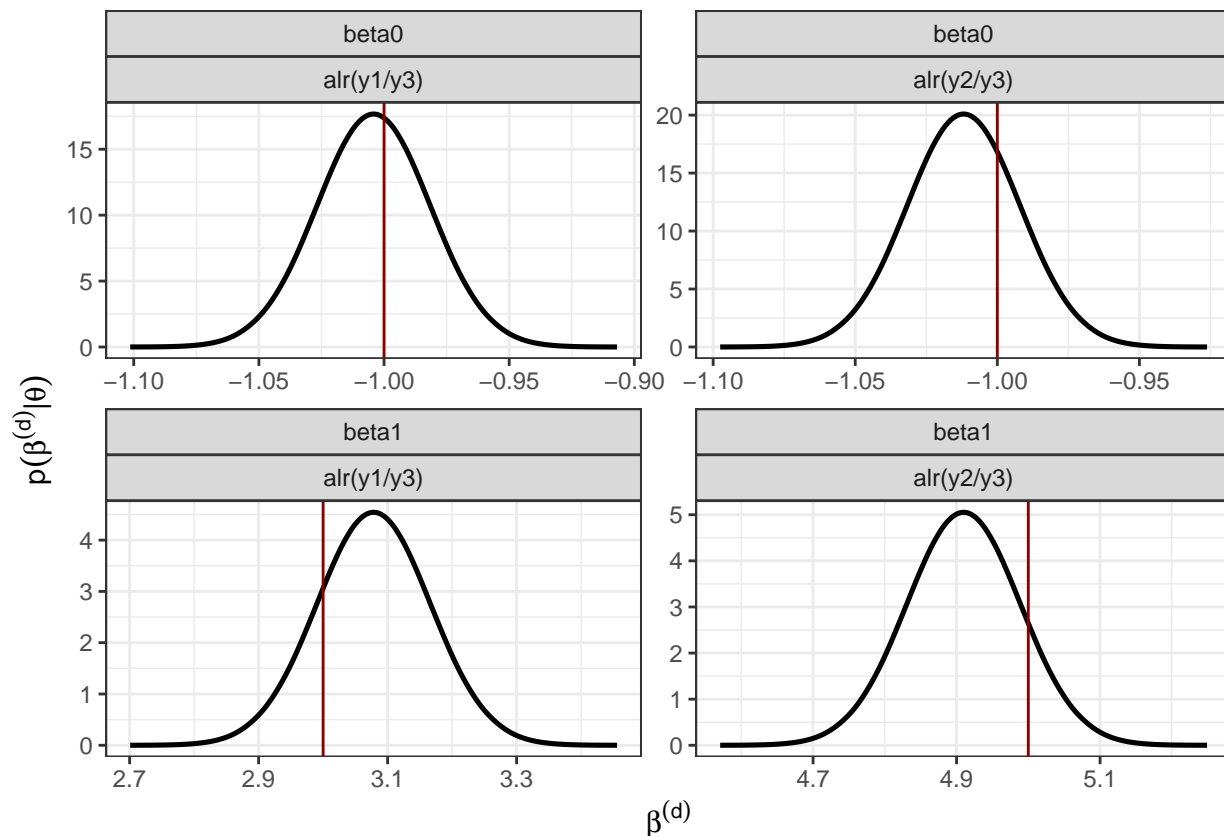 beta0
alr(y1/y3)
15
10
5
0
−1.10 −1.05 −1.00 −0.95 −0.90
beta0
alr(y2/y3)
20
15
10
5
0
−1.10 −1.05 −1.00 −0.95
beta1
alr(y1/y3)
4
3
2
1
0
2.7 2.9 3.1 3.3
beta1
alr(y2/y3)
5
4
3
2
1
0
4.7 4.9 5.1
p(β⁽ᵈ⁾|θ)
β⁽ᵈ⁾